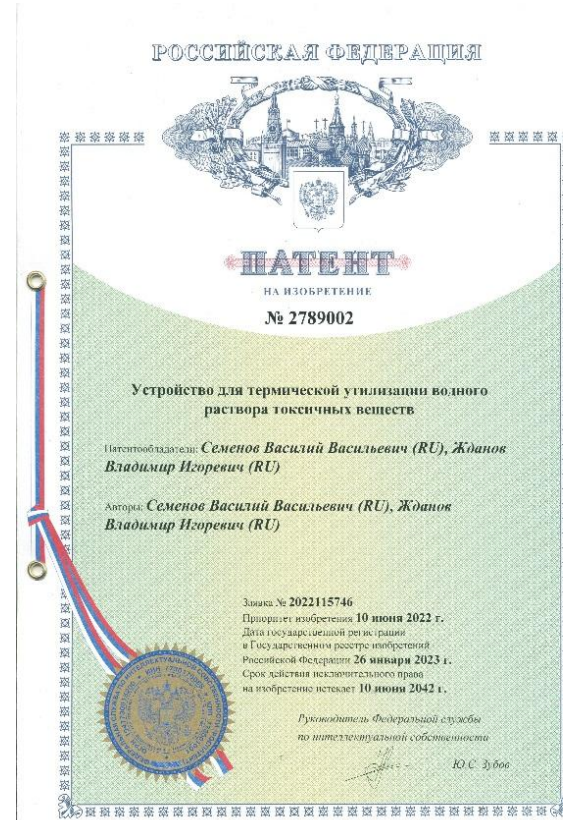 РОССИЙСКАЯ ФЕДЕРАЦИЯ
ПАТЕНТ
НА ИЗОБРЕТЕНИЕ
№ 2789002
Устройство для термической утилизации водного
раствора токсичных веществ
Патентообладатели: Семенов Василий Васильевич (RU), Жданов
Владимир Игоревич (RU)
Авторы: Семенов Василий Васильевич (RU), Жданов
Владимир Игоревич (RU)
Заявка № 2022115746
Приоритет изобретения 10 июня 2022 г.
Дата государственной регистрации
в Государственном реестре изобретений
Российской Федерации 26 января 2023 г.
Срок действия исключительного права
на изобретение истекает 10 июня 2042 г.
Руководитель Федеральной службы
по интеллектуальной собственности
Ю.С. Зубов